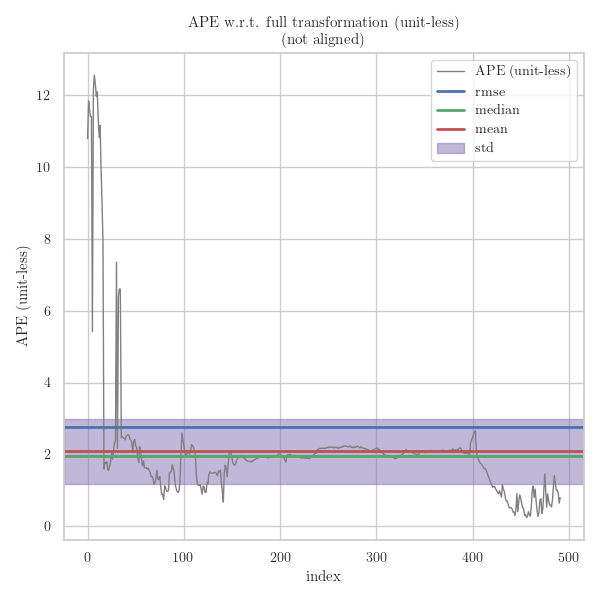 APE w.r.t. full transformation (unit-less)
(not aligned)
APE (unit-less)
rmse
median
mean
std
APE (unit-less)
12
10
8
6
4
2
0
0 100 200 300 400 500
index